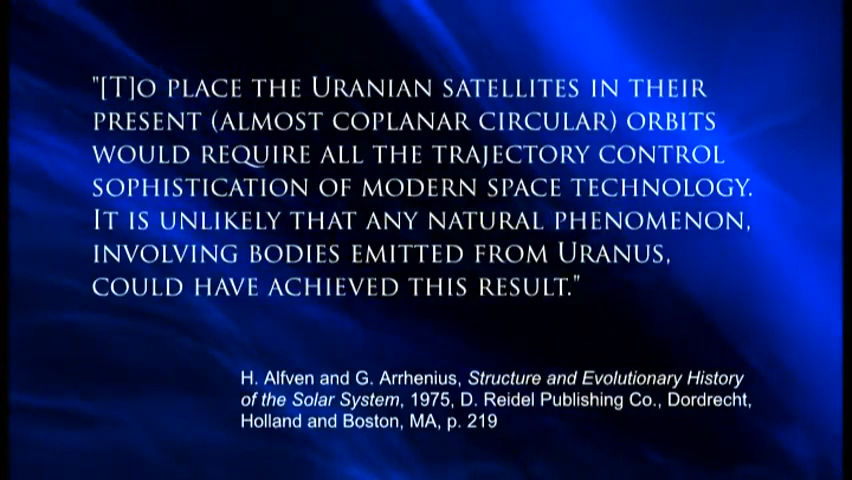 "[T]O PLACE THE URANIAN SATELLITES IN THEIR
PRESENT (ALMOST COPLANAR CIRCULAR) ORBITS
WOULD REQUIRE ALL THE TRAJECTORY CONTROL
SOPHISTICATION OF MODERN SPACE TECHNOLOGY.
IT IS UNLIKELY THAT ANY NATURAL PHENOMENON,
INVOLVING BODIES EMITTED FROM URANUS,
COULD HAVE ACHIEVED THIS RESULT."
H. Alfven and G. Arrhenius, Structure and Evolutionary History
of the Solar System, 1975, D. Reidel Publishing Co., Dordrecht,
Holland and Boston, MA, p. 219